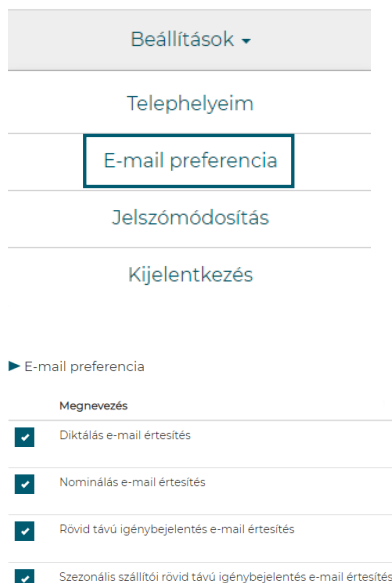 Beállítások
Telephelyeim
E-mail preferencia
Jelszómódosítás
Kijelentkezés
E-mail preferencia
Megnevezés
Diktálás e-mail értesítés
Nominálás e-mail értesítés
Rövid távú igénybejelentés e-mail értesítés
Szezonális szállítói rövid távú igénybejelentés e-mail értesítés